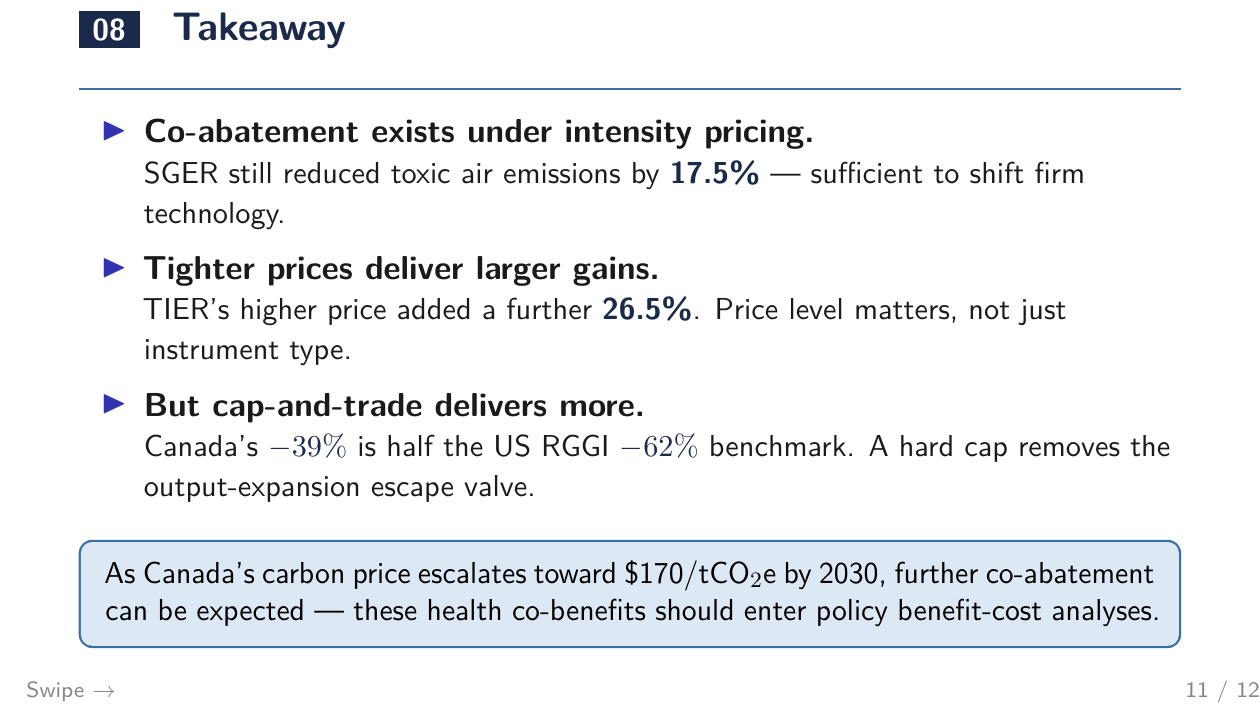 08 Takeaway
▶ Co-abatement exists under intensity pricing.
SGER still reduced toxic air emissions by 17.5% — sufficient to shift firm
technology.
▶ Tighter prices deliver larger gains.
TIER's higher price added a further 26.5%. Price level matters, not just
instrument type.
▶ But cap-and-trade delivers more.
Canada's −39% is half the US RGGI −62% benchmark. A hard cap removes the
output-expansion escape valve.
As Canada's carbon price escalates toward $170/tCO₂e by 2030, further co-abatement
can be expected — these health co-benefits should enter policy benefit-cost analyses.
Swipe → 11 / 12